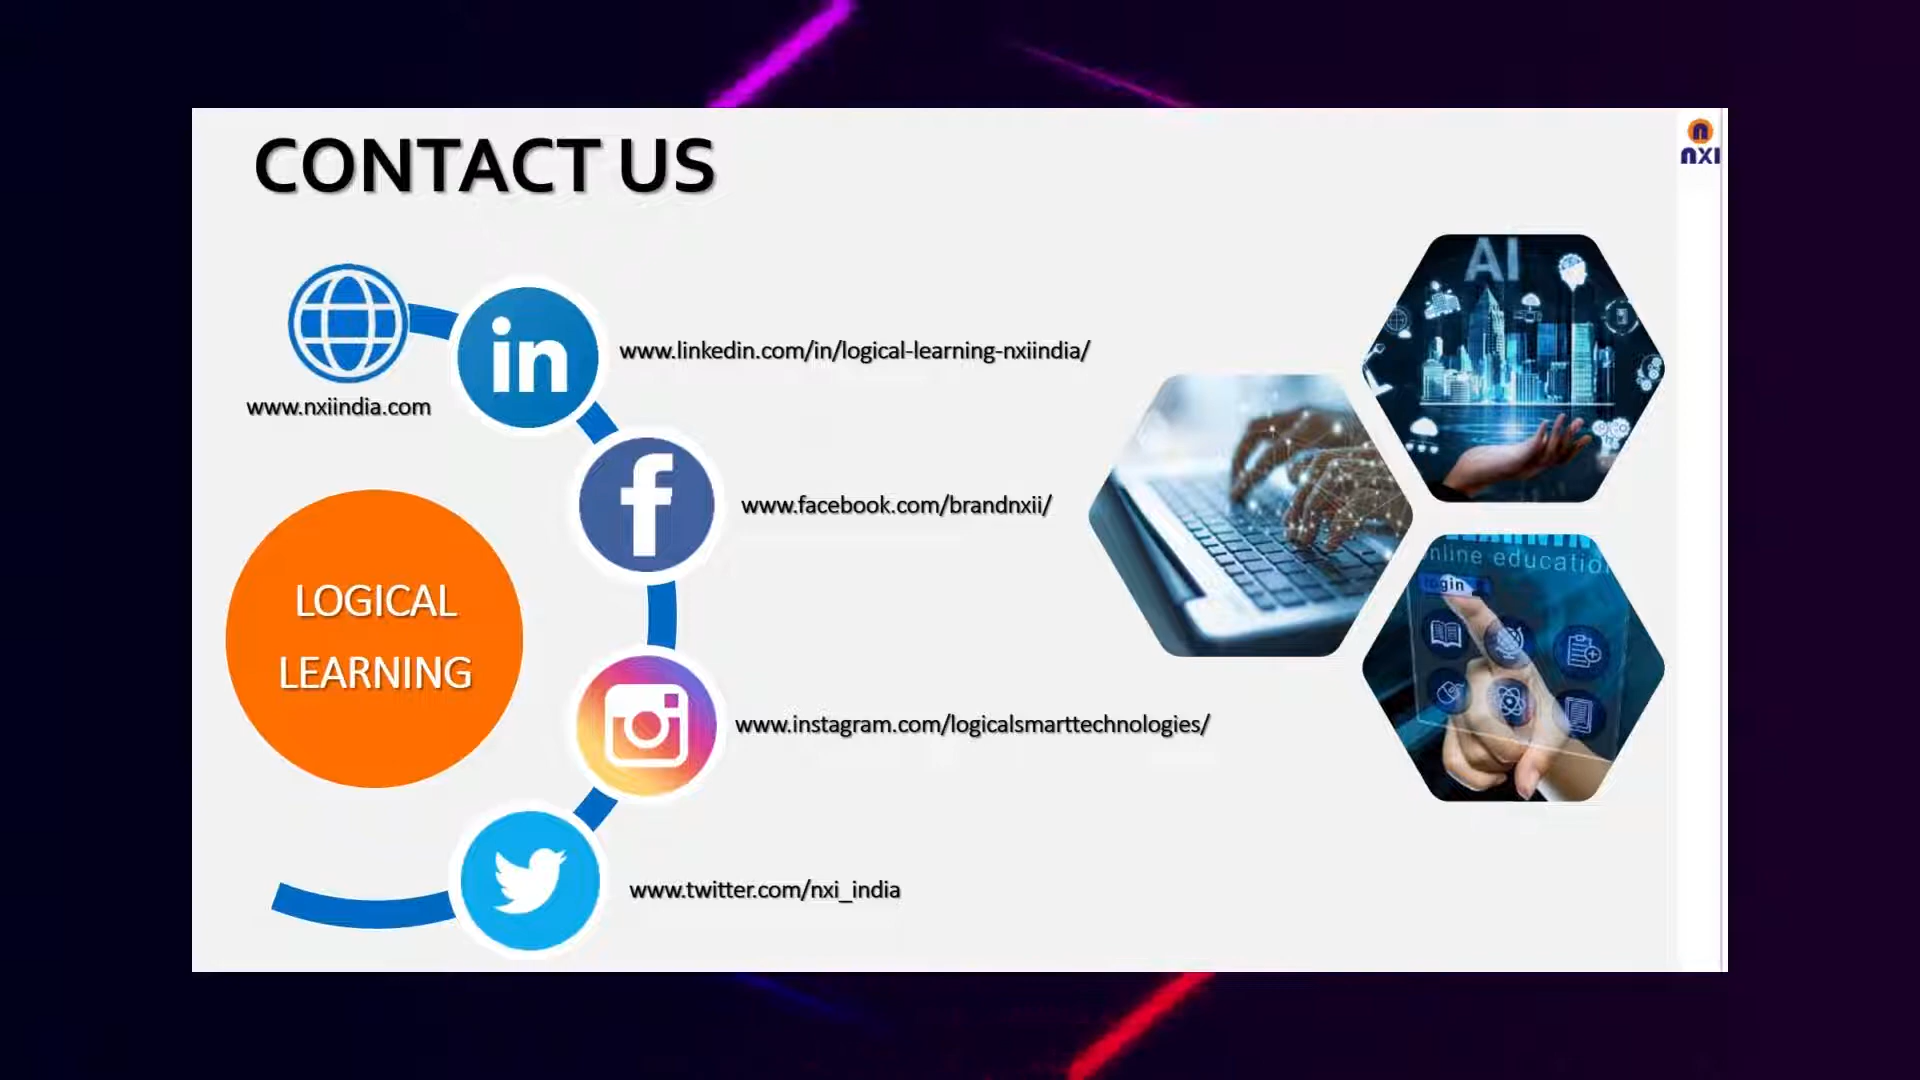 CONTACT US
n
nxi
AI
in
www.linkedin.com/in/logical-learning-nxiindia/
www.nxiindia.com
f
www.facebook.com/brandnxii/
nline educatio
login
LOGICAL
LEARNING
www.instagram.com/logicalsmarttechnologies/
www.twitter.com/nxi_india